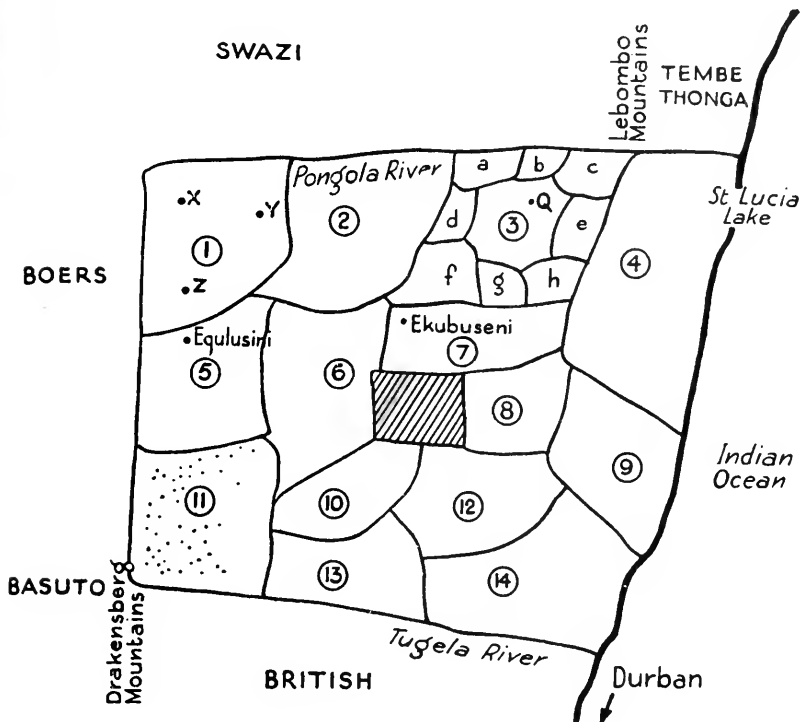 SWAZI
Lebombo
Mountains
TEMBE
THONGA
Pongola River
a
b
c
St Lucia
Lake
X
Y
Q
1
2
3
d
e
4
BOERS
Z
f
g
h
Equlusini
Ekubuseni
5
6
7
8
9
Indian
Ocean
11
10
12
13
14
BASUTO
Drakensberg
Mountains
Tugela River
BRITISH
Durban